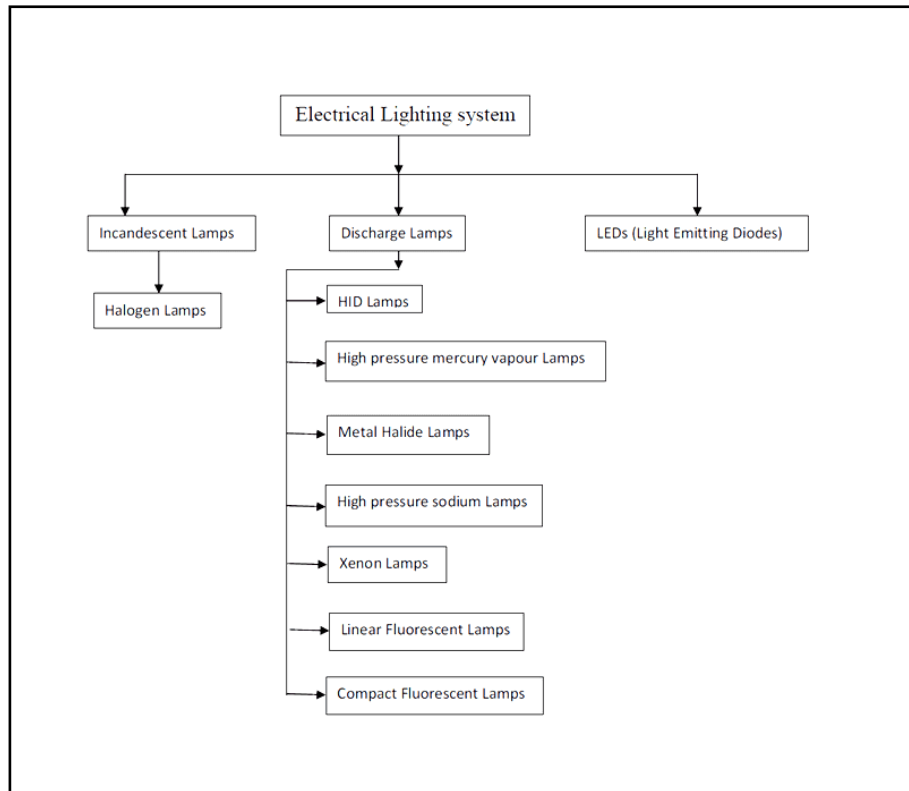 Electrical Lighting system
Incandescent Lamps
Discharge Lamps
LEDs (Light Emitting Diodes)
Halogen Lamps
HID Lamps
High pressure mercury vapour Lamps
Metal Halide Lamps
High pressure sodium Lamps
Xenon Lamps
Linear Fluorescent Lamps
Compact Fluorescent Lamps